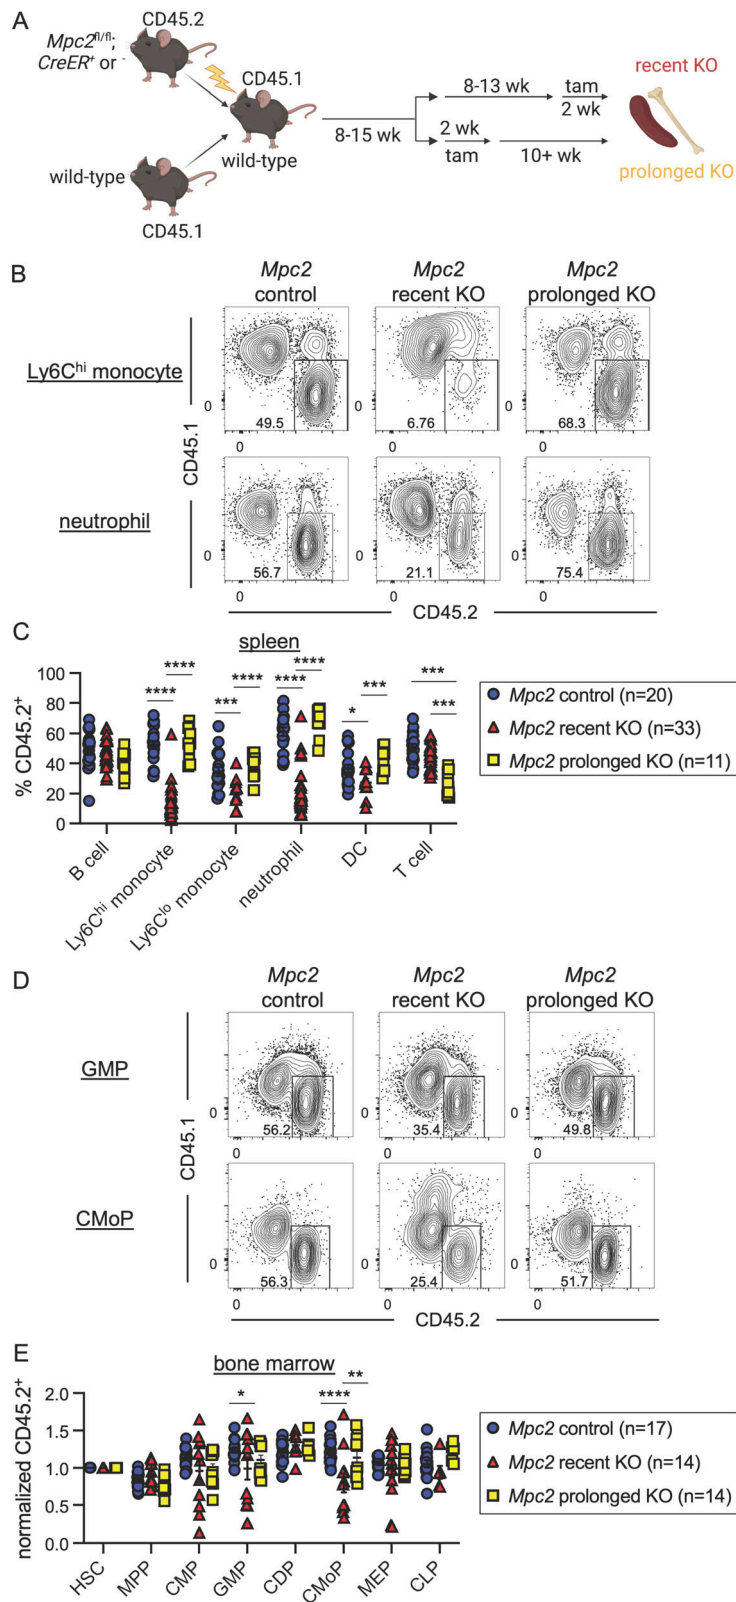 A
CD45.2
Mpc2fl/fl;
CreER+ or -
CD45.1
wild-type
wild-type
CD45.1
8-15 wk
8-13 wk
tam
2 wk
2 wk
tam
10+ wk
recent KO
prolonged KO
B
Mpc2
control
Mpc2
recent KO
Mpc2
prolonged KO
Ly6Chi monocyte
0
49.5
0
0
6.76
0
0
68.3
0
CD45.1
neutrophil
0
56.7
0
0
21.1
0
0
75.4
0
CD45.2
C
spleen
% CD45.2+
100
80
60
40
20
0
****
****
***
****
****
****
*
***
***
***
B cell
Ly6Chi monocyte
Ly6Clo monocyte
neutrophil
DC
T cell
Mpc2 control (n=20)
Mpc2 recent KO (n=33)
Mpc2 prolonged KO (n=11)
D
Mpc2
control
Mpc2
recent KO
Mpc2
prolonged KO
GMP
0
56.2
0
0
35.4
0
0
49.8
0
CD45.1
CMoP
0
56.3
0
0
25.4
0
0
51.7
0
CD45.2
E
bone marrow
normalized CD45.2+
2.0
1.5
1.0
0.5
0.0
*
****
**
HSC
MPP
CMP
GMP
CDP
CMoP
MEP
CLP
Mpc2 control (n=17)
Mpc2 recent KO (n=14)
Mpc2 prolonged KO (n=14)